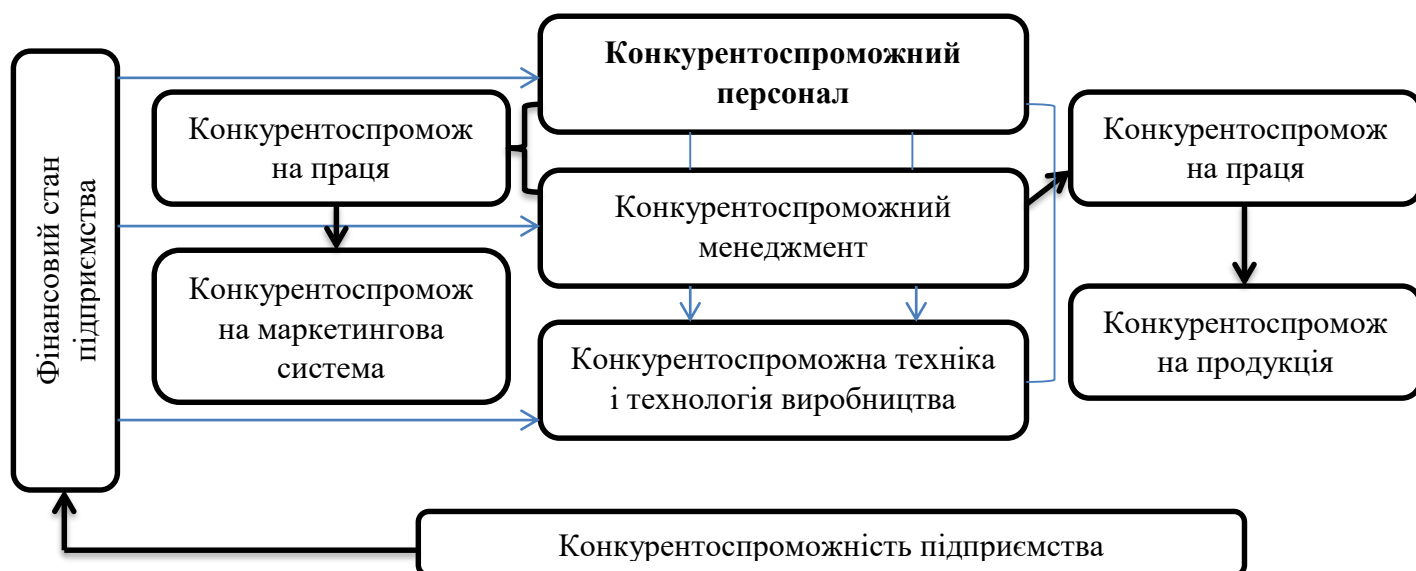 Фінансовий стан
підприємства
Конкурентоспроможний
персонал
Конкурентоспромож
на праця
Конкурентоспроможний
менеджмент
Конкурентоспромож
на праця
Конкурентоспромож
на маркетингова
система
Конкурентоспроможна техніка
і технологія виробництва
Конкурентоспромож
на продукція
Конкурентоспроможність підприємства